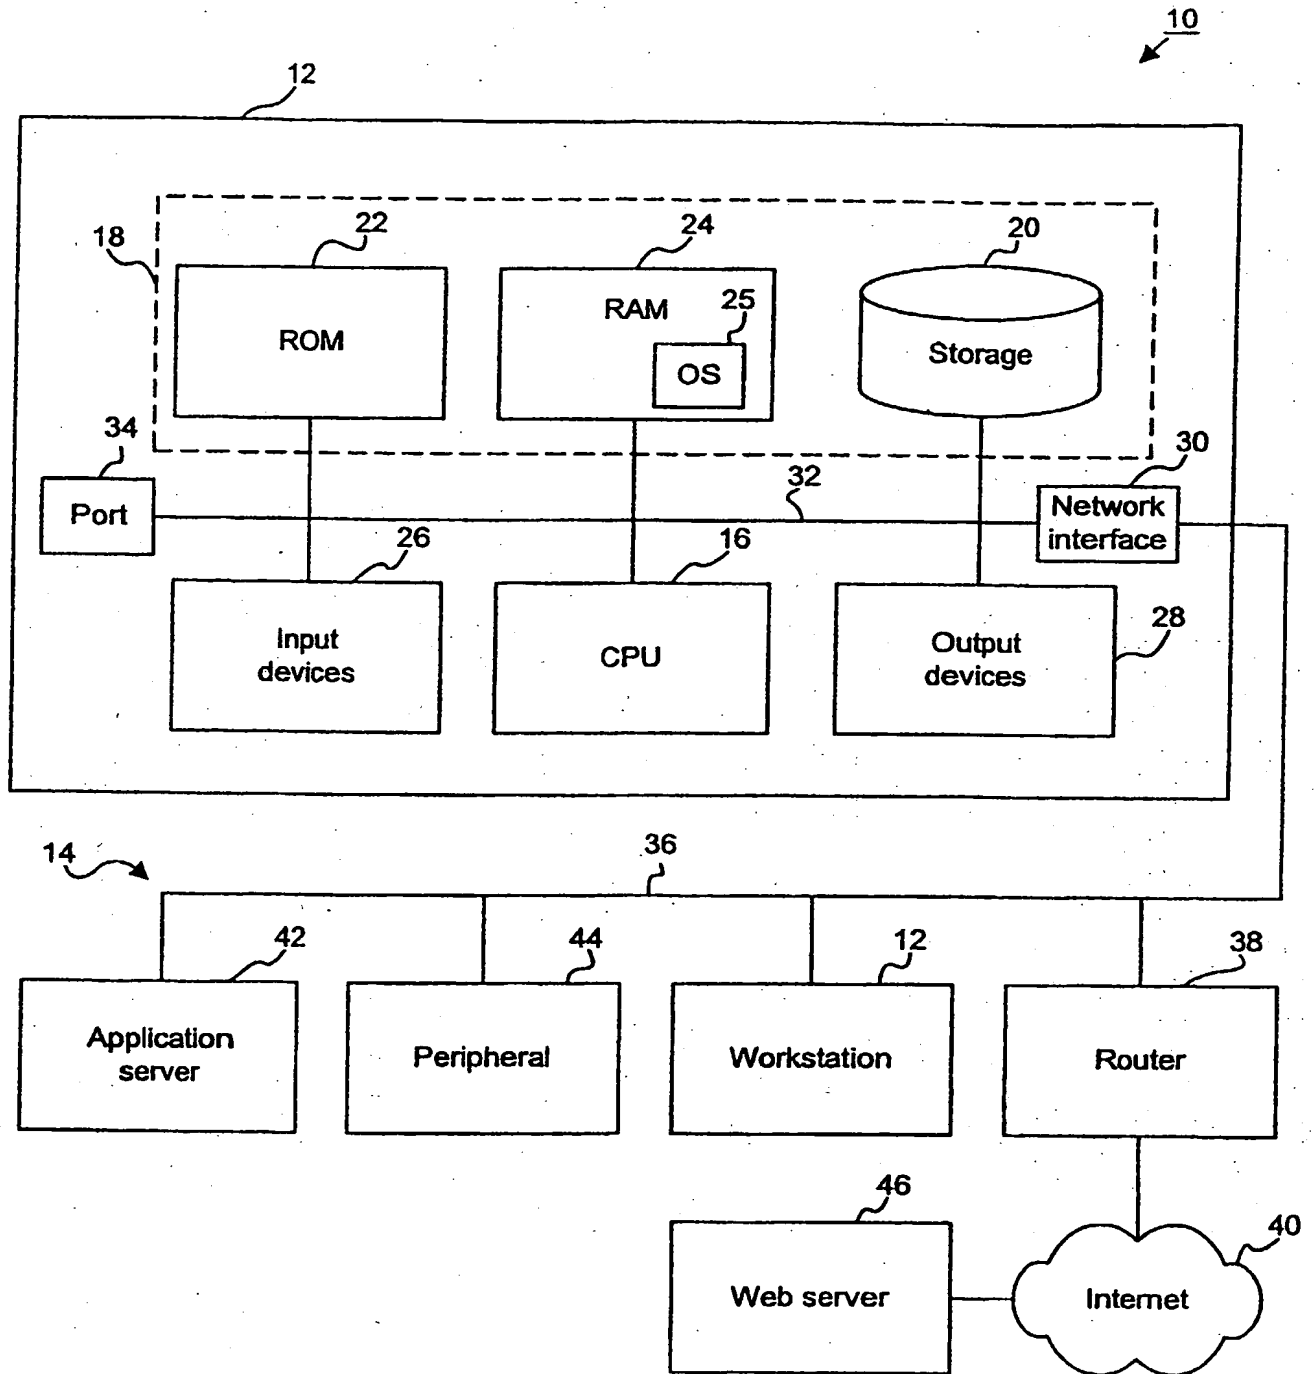 10
12
18
22
24
20
ROM
RAM
25
OS
Storage
34
Port
32
30
Network
interface
26
16
28
Input
devices
CPU
Output
devices
14
36
42
44
12
38
Application
server
Peripheral
Workstation
Router
46
40
Web server
Internet